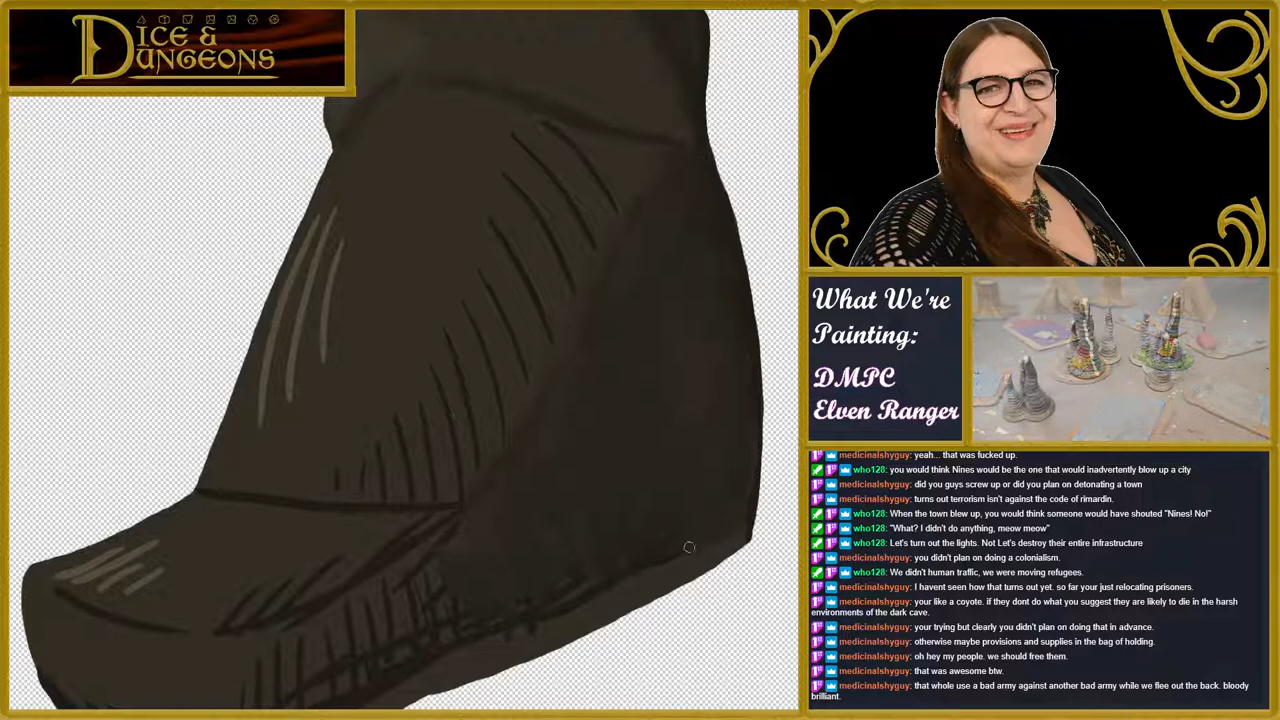 DICE &
DUNGEONS
What We're
Painting:
DMPC
Elven Ranger
medicinalshyguy: yeah... that was fucked up.
who128: you would think Nines would be the one that would inadvertently blow up a city
medicinalshyguy: did you guys screw up or did you plan on detonating a town
medicinalshyguy: turns out terrorism isn't against the code of rimardin.
who128: When the town blew up, you would think someone would have shouted "Nines! No!"
who128: "What? I didn't do anything, meow meow"
who128: Let's turn out the lights. Not Let's destroy their entire infrastructure
medicinalshyguy: you didn't plan on doing a colonialism.
who128: We didn't human traffic, we were moving refugees.
medicinalshyguy: I havent seen how that turns out yet. so far your just relocating prisoners.
medicinalshyguy: your like a coyote. if they dont do what you suggest they are likely to die in the harsh
environments of the dark cave.
medicinalshyguy: your trying but clearly you didn't plan on doing that in advance.
medicinalshyguy: otherwise maybe provisions and supplies in the bag of holding.
medicinalshyguy: oh hey my people. we should free them.
medicinalshyguy: that was awesome btw.
medicinalshyguy: that whole use a bad army against another bad army while we flee out the back. bloody
brilliant.